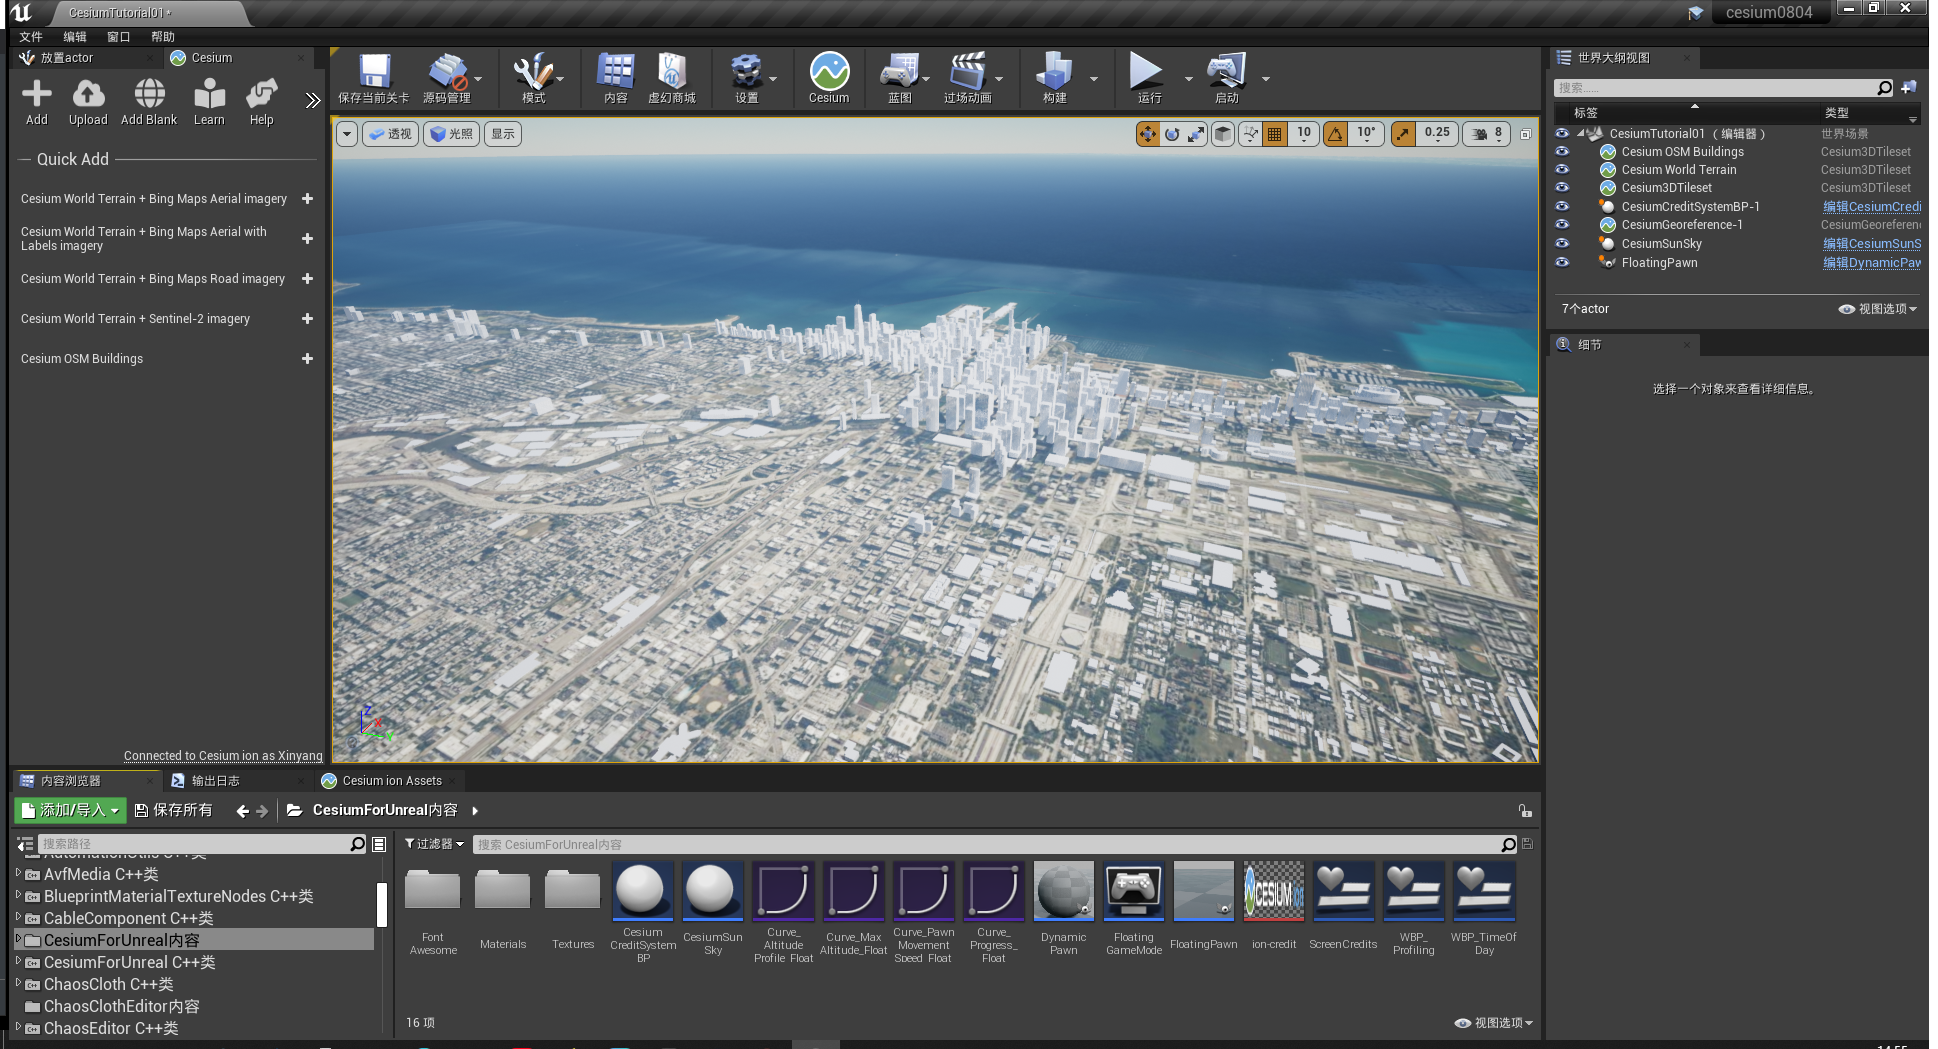 CesiumTutorial01*
cesium0804
文件 编辑 窗口 帮助
放置actor
Cesium
Add
Upload
Add Blank
Learn
Help
Quick Add
Cesium World Terrain + Bing Maps Aerial imagery
Cesium World Terrain + Bing Maps Aerial with
Labels imagery
Cesium World Terrain + Bing Maps Road imagery
Cesium World Terrain + Sentinel-2 imagery
Cesium OSM Buildings
Connected to Cesium ion as Xinyang
保存当前关卡
源码管理
模式
内容
虚幻商城
设置
Cesium
蓝图
过场动画
构建
运行
启动
透视
光照
显示
10
10°
0.25
8
Z
X
Y
世界大纲视图
搜索......
标签
类型
CesiumTutorial01（编辑器）
世界场景
Cesium OSM Buildings
Cesium3DTileset
Cesium World Terrain
Cesium3DTileset
Cesium3DTileset
Cesium3DTileset
CesiumCreditSystemBP-1
编辑CesiumCredi
CesiumGeoreference-1
CesiumGeoreferen
CesiumSunSky
编辑CesiumSunS
FloatingPawn
编辑DynamicPaw
7个actor
视图选项
细节
选择一个对象来查看详细信息。
内容浏览器
输出日志
Cesium ion Assets
添加/导入
保存所有
CesiumForUnreal内容
搜索路径
AutomationUtils C++类
AvfMedia C++类
BlueprintMaterialTextureNodes C++类
CableComponent C++类
CesiumForUnreal内容
CesiumForUnreal C++类
ChaosCloth C++类
ChaosClothEditor内容
ChaosEditor C++类
过滤器
搜索 CesiumForUnreal内容
CESIUM ion
Font
Awesome
Materials
Textures
Cesium
CreditSystem
BP
CesiumSun
Sky
Curve_
Altitude
Profile_Float
Curve_Max
Altitude_Float
Curve_Pawn
Movement
Speed_Float
Curve_
Progress_
Float
Dynamic
Pawn
Floating
GameMode
FloatingPawn
ion-credit
ScreenCredits
WBP_
Profiling
WBP_TimeOf
Day
16 项
视图选项
14:55